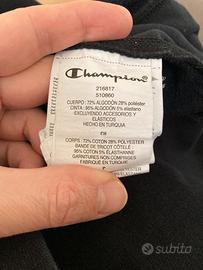 Champion
216817
510860
CUERPO: 72% ALGODÓN 28% poliéster
CINTA: 95% ALGODÓN 5% elastano
EXCLUYENDO ACCESORIOS Y
ELÁSTICOS
HECHO EN TURQUIA
FR
CORPS: 72% COTON 28% POLYESTER
BANDE DE TRICOT CÔTELÉ
95% COTON 5% ÉLASTHANNE
GARNITURES NON COMPRISES
FABRIQUÉ EN TURQUIE
subito